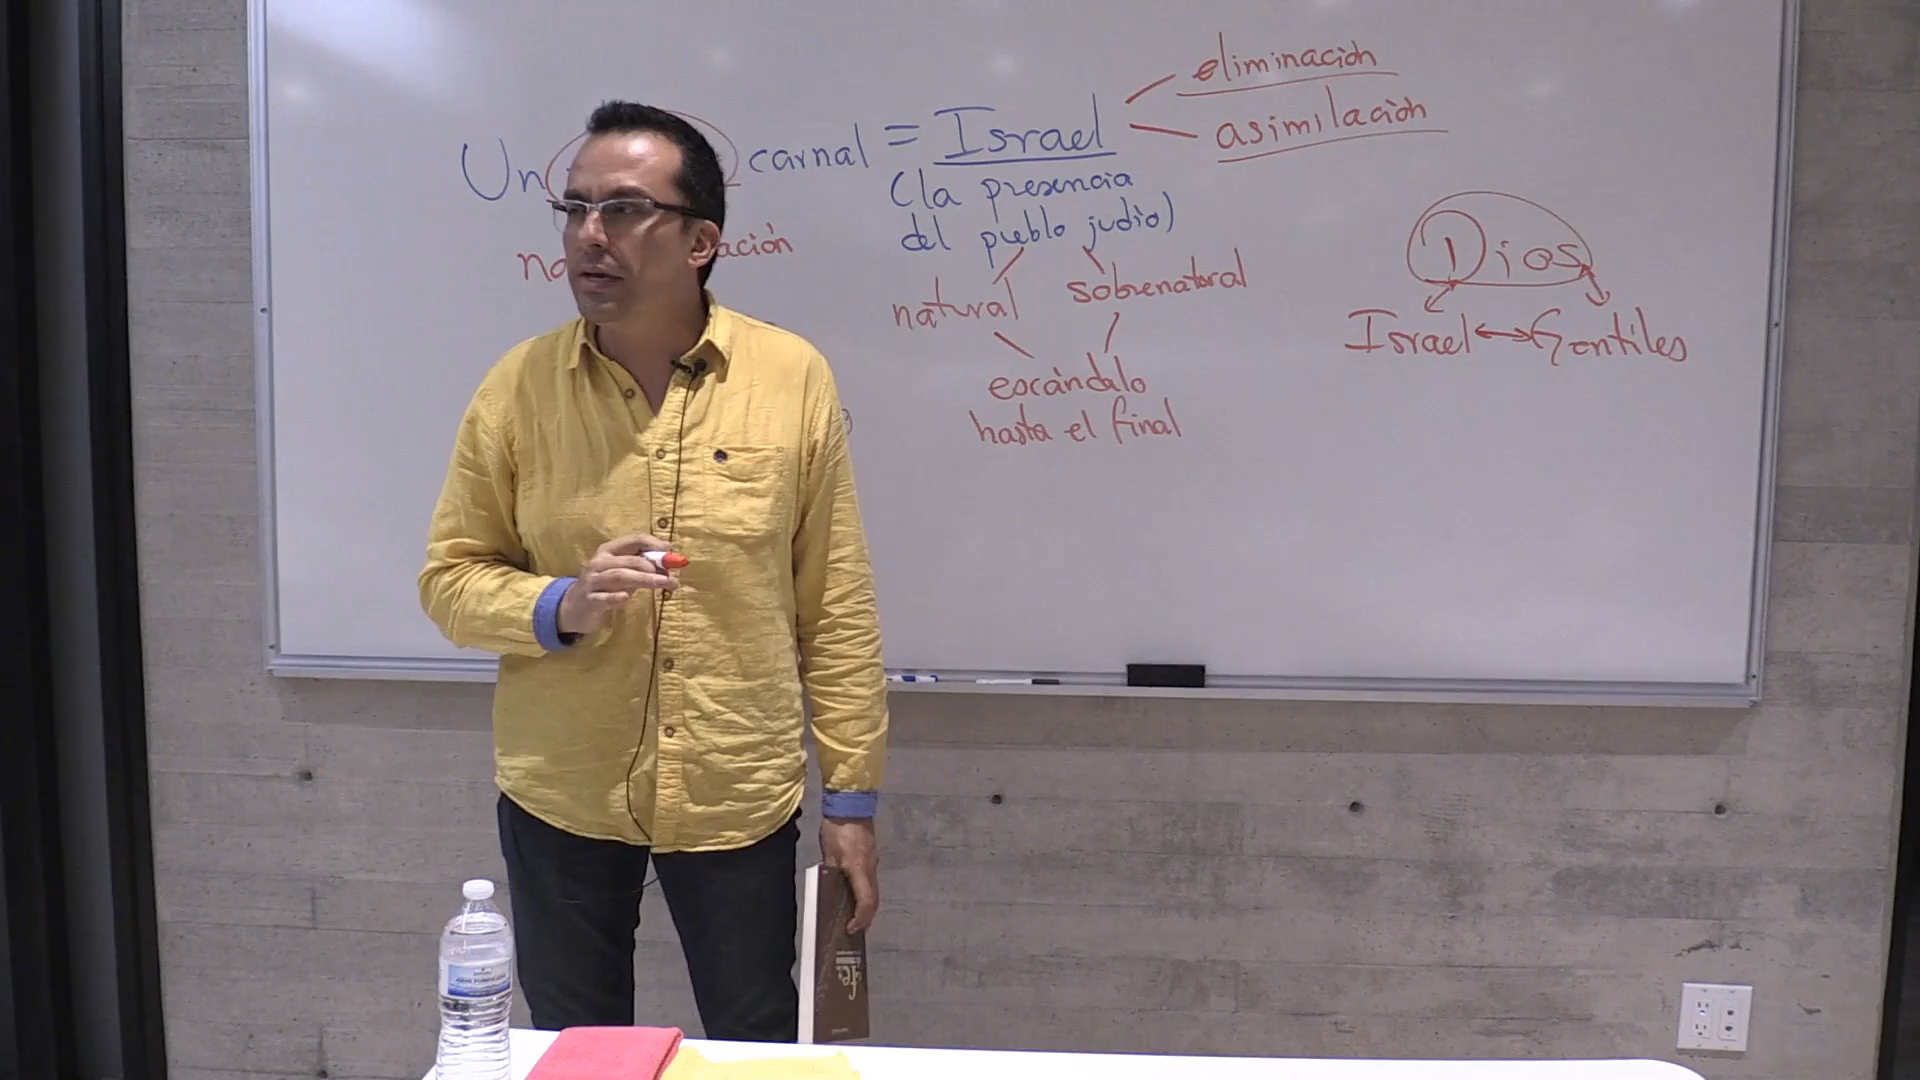 eliminación
asimilación
Un carnal = Israel
(la presencia
del pueblo judio)
ación
natural sobrenatural
escándalo
hasta el final
Dios
Israel Gentiles